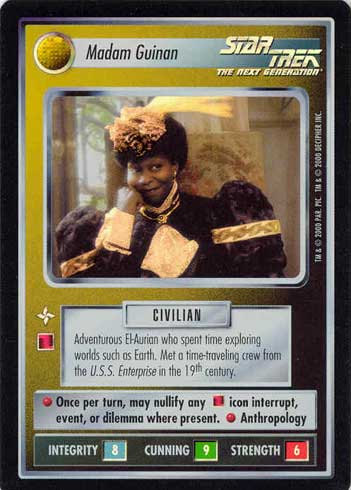 Madam Guinan
STAR TREK
THE NEXT GENERATION®
TM & © 2000 PAR. PIC. TM & © 2000 DECIPHER INC.
CIVILIAN
Adventurous El-Aurian who spent time exploring
worlds such as Earth. Met a time-traveling crew from
the U.S.S. Enterprise in the 19th century.
● Once per turn, may nullify any icon interrupt,
event, or dilemma where present. ● Anthropology
INTEGRITY 8 CUNNING 9 STRENGTH 6